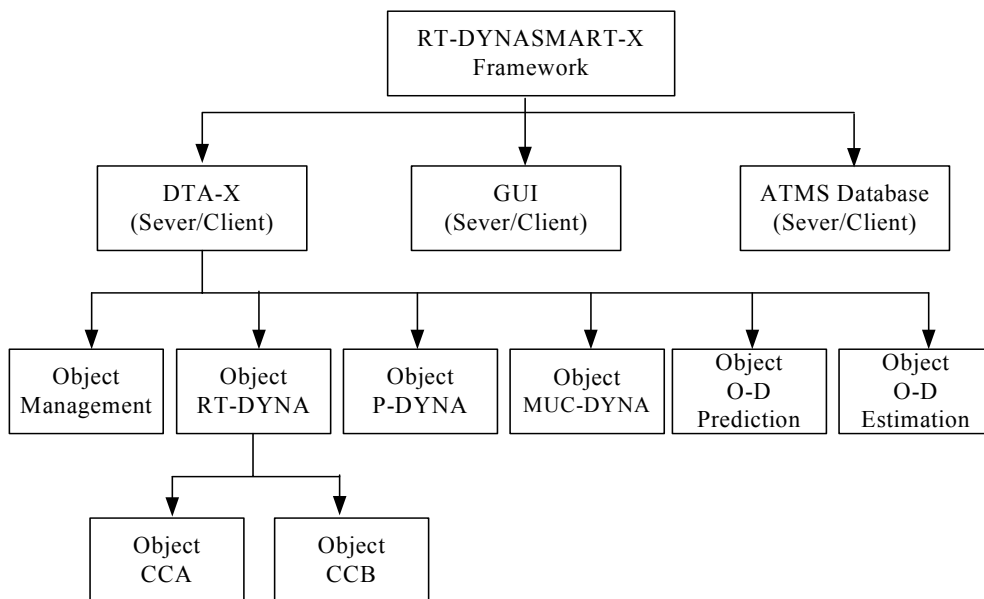 RT-DYNASMART-X
Framework
DTA-X
(Sever/Client)
GUI
(Sever/Client)
ATMS Database
(Sever/Client)
Object
Management
Object
RT-DYNA
Object
P-DYNA
Object
MUC-DYNA
Object
O-D
Prediction
Object
O-D
Estimation
Object
CCA
Object
CCB